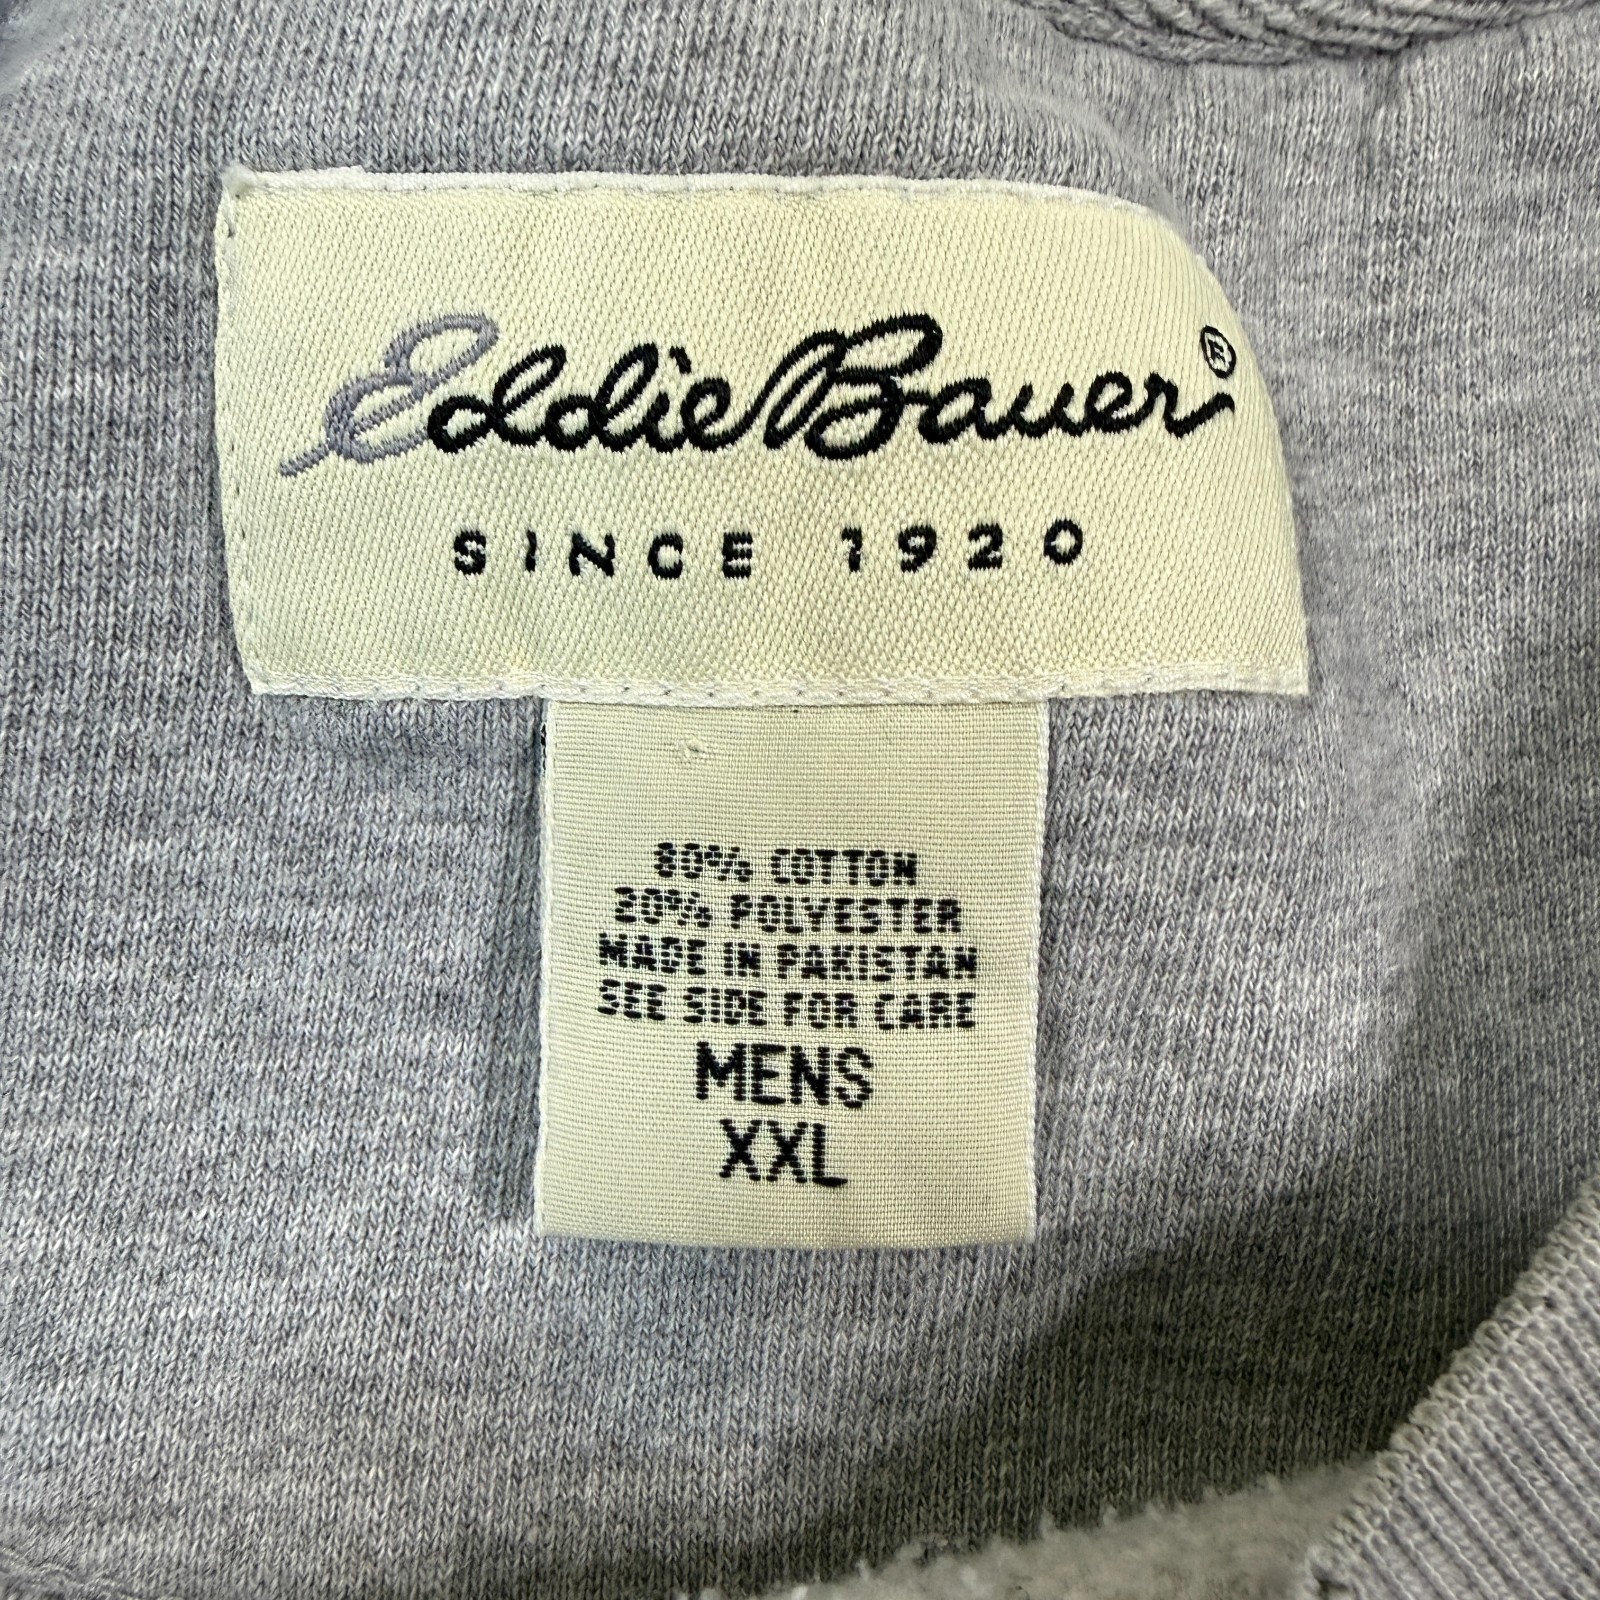 Eddie Bauer®
SINCE 1920
80% COTTON
20% POLYESTER
MADE IN PAKISTAN
SEE SIDE FOR CARE
MENS
XXL